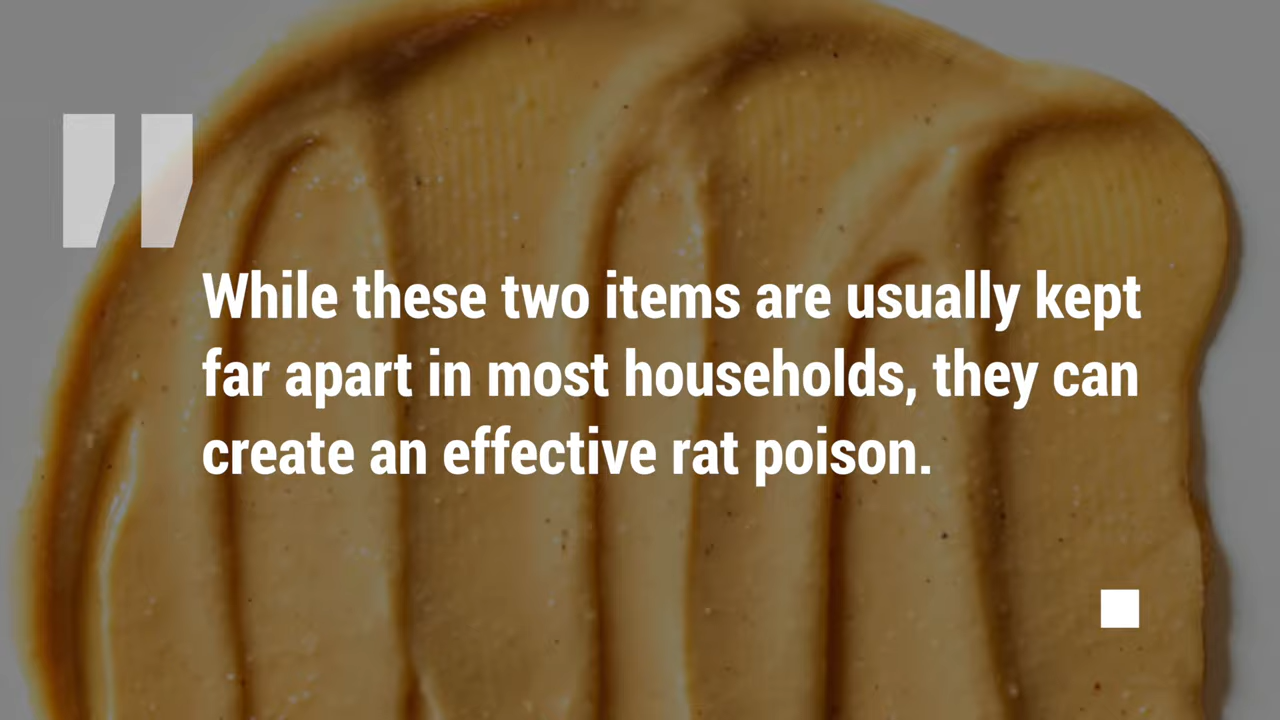 "
While these two items are usually kept
far apart in most households, they can
create an effective rat poison.